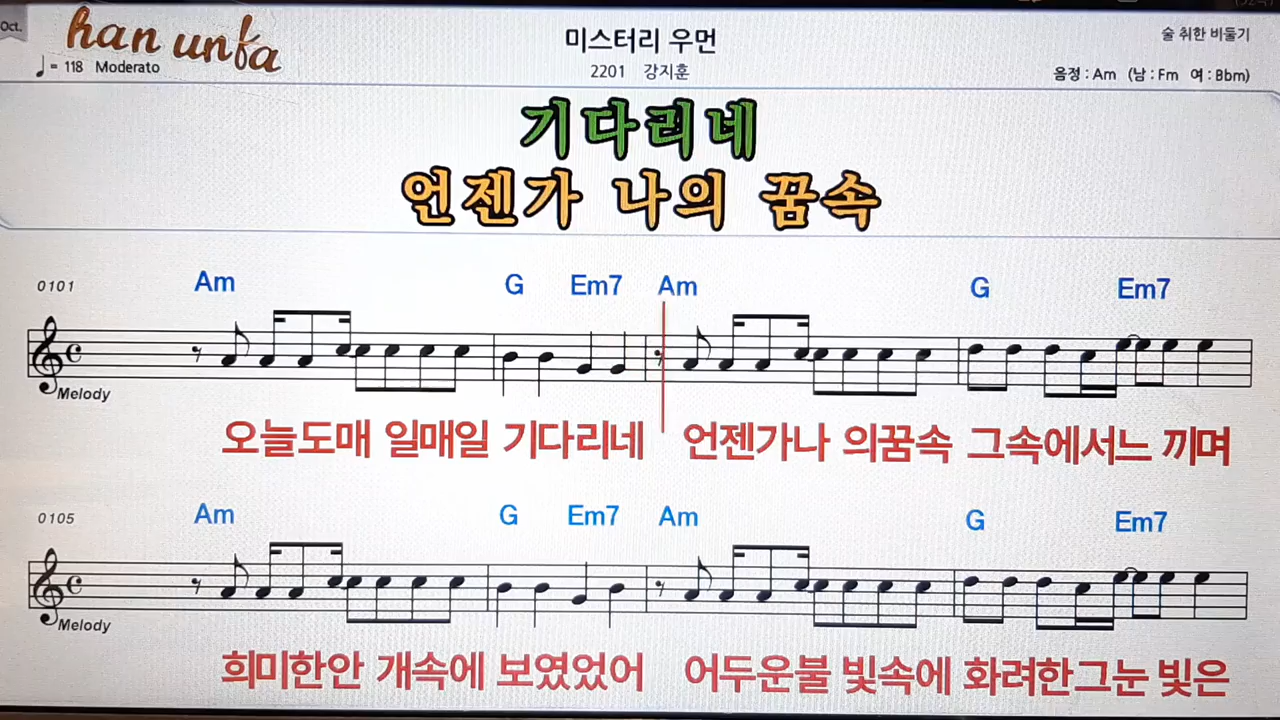 Oct.
han unfa
미스터리 우먼
술 취한 비둘기
♩= 118 Moderato
2201 강지훈
음정 : Am (남 : Fm 여 : Bbm)
기다리네
언젠가 나의 꿈속
0101 Am G Em7 Am G Em7
Melody
오늘도매 일매일 기다리네 언젠가나 의꿈속 그속에서느 끼며
0105 Am G Em7 Am G Em7
Melody
희미한안 개속에 보였었어 어두운불 빛속에 화려한그눈 빛은